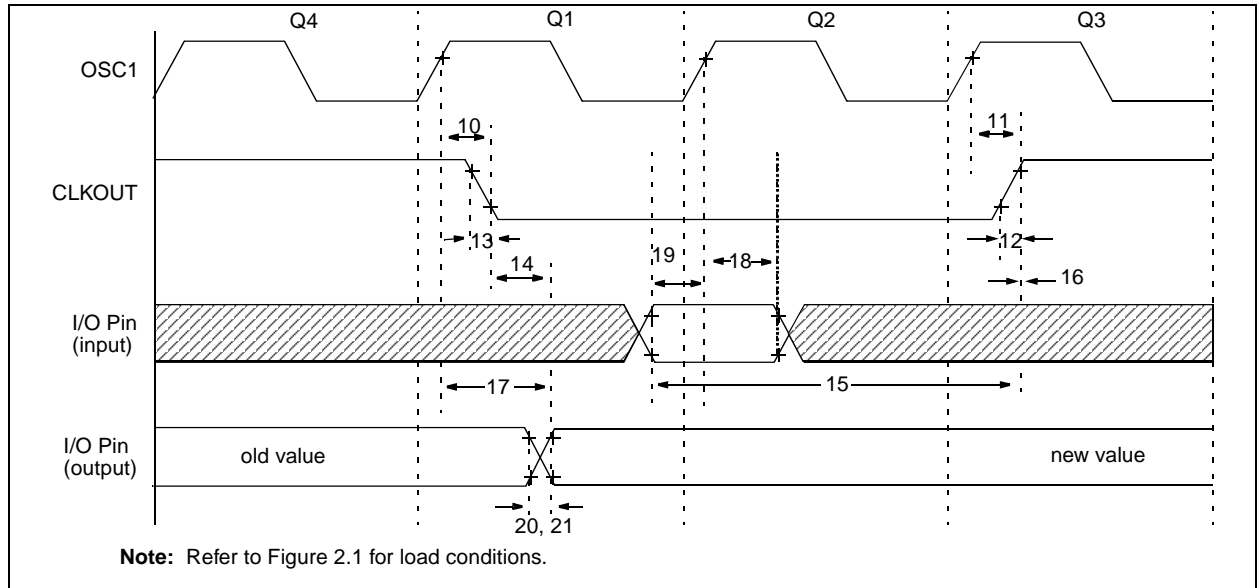 Q4 Q1 Q2 Q3
OSC1
10 11
CLKOUT
13 12
14 19 18 16
I/O Pin
(input)
17 15
I/O Pin
(output)
old value new value
20, 21
Note: Refer to Figure 2.1 for load conditions.